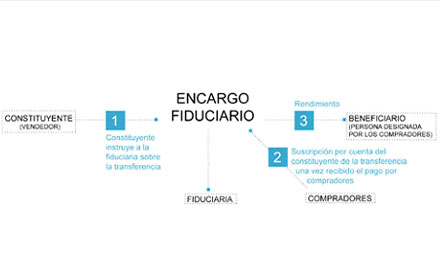 ENCARGO
FIDUCIARIO
CONSTITUYENTE
(VENDEDOR)
1
Constituyente
instruye a la
fiduciaria sobre
la transferencia
Rendimiento
3
BENEFICIARIO
(PERSONA DESIGNADA
POR LOS COMPRADORES)
2
Suscripción por cuenta del
constituyente de la transferencia
una vez recibido el pago por
compradores
FIDUCIARIA
COMPRADORES